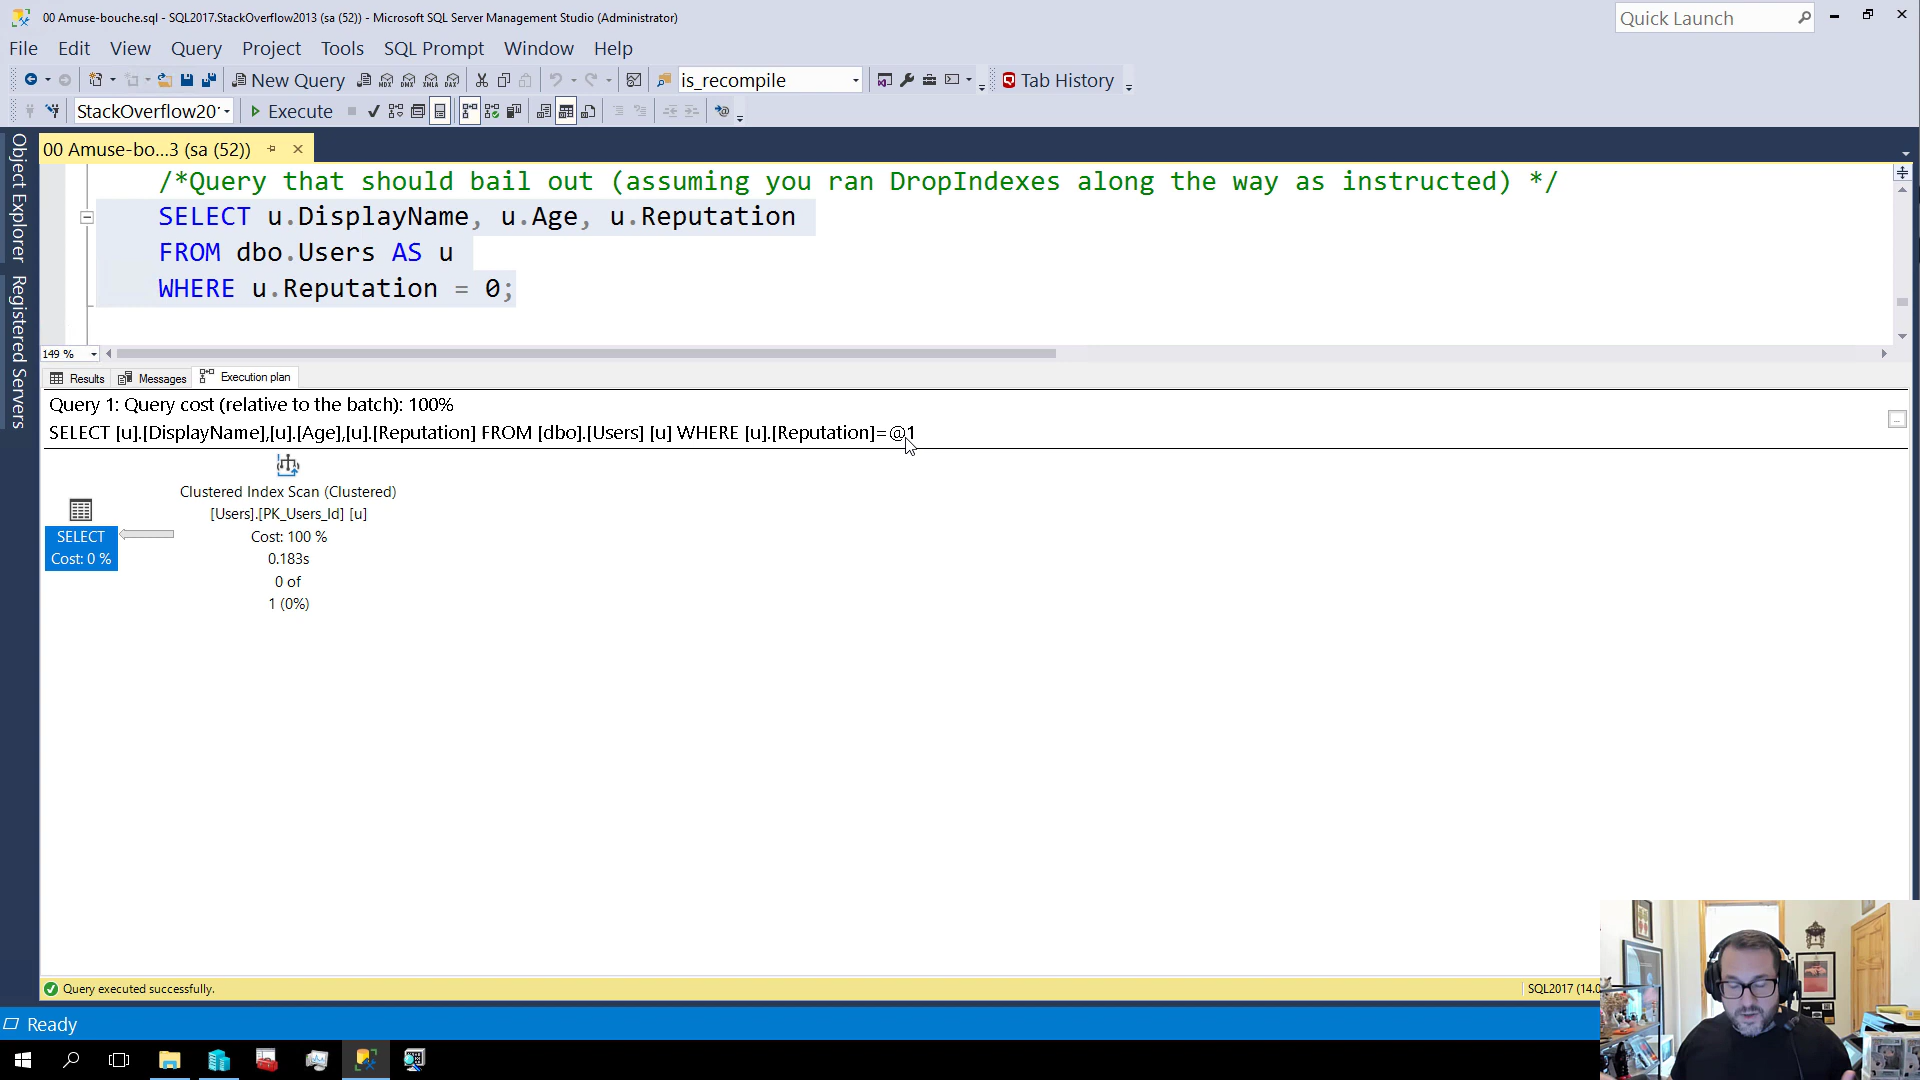 00 Amuse-bouche.sql - SQL2017.StackOverflow2013 (sa (52)) - Microsoft SQL Server Management Studio (Administrator)
Quick Launch
File Edit View Query Project Tools SQL Prompt Window Help
New Query
MDX DMX XMLA DAX
is_recompile
Tab History
StackOverflow20
Execute
00 Amuse-bo...3 (sa (52))
Object Explorer
Registered Servers
/*Query that should bail out (assuming you ran DropIndexes along the way as instructed) */
SELECT u.DisplayName, u.Age, u.Reputation
FROM dbo.Users AS u
WHERE u.Reputation = 0;
149 %
Results Messages Execution plan
Query 1: Query cost (relative to the batch): 100%
SELECT [u].[DisplayName],[u].[Age],[u].[Reputation] FROM [dbo].[Users] [u] WHERE [u].[Reputation]=@1
SELECT
Cost: 0 %
Clustered Index Scan (Clustered)
[Users].[PK_Users_Id] [u]
Cost: 100 %
0.183s
0 of
1 (0%)
Query executed successfully.
SQL2017 (14.0
Ready